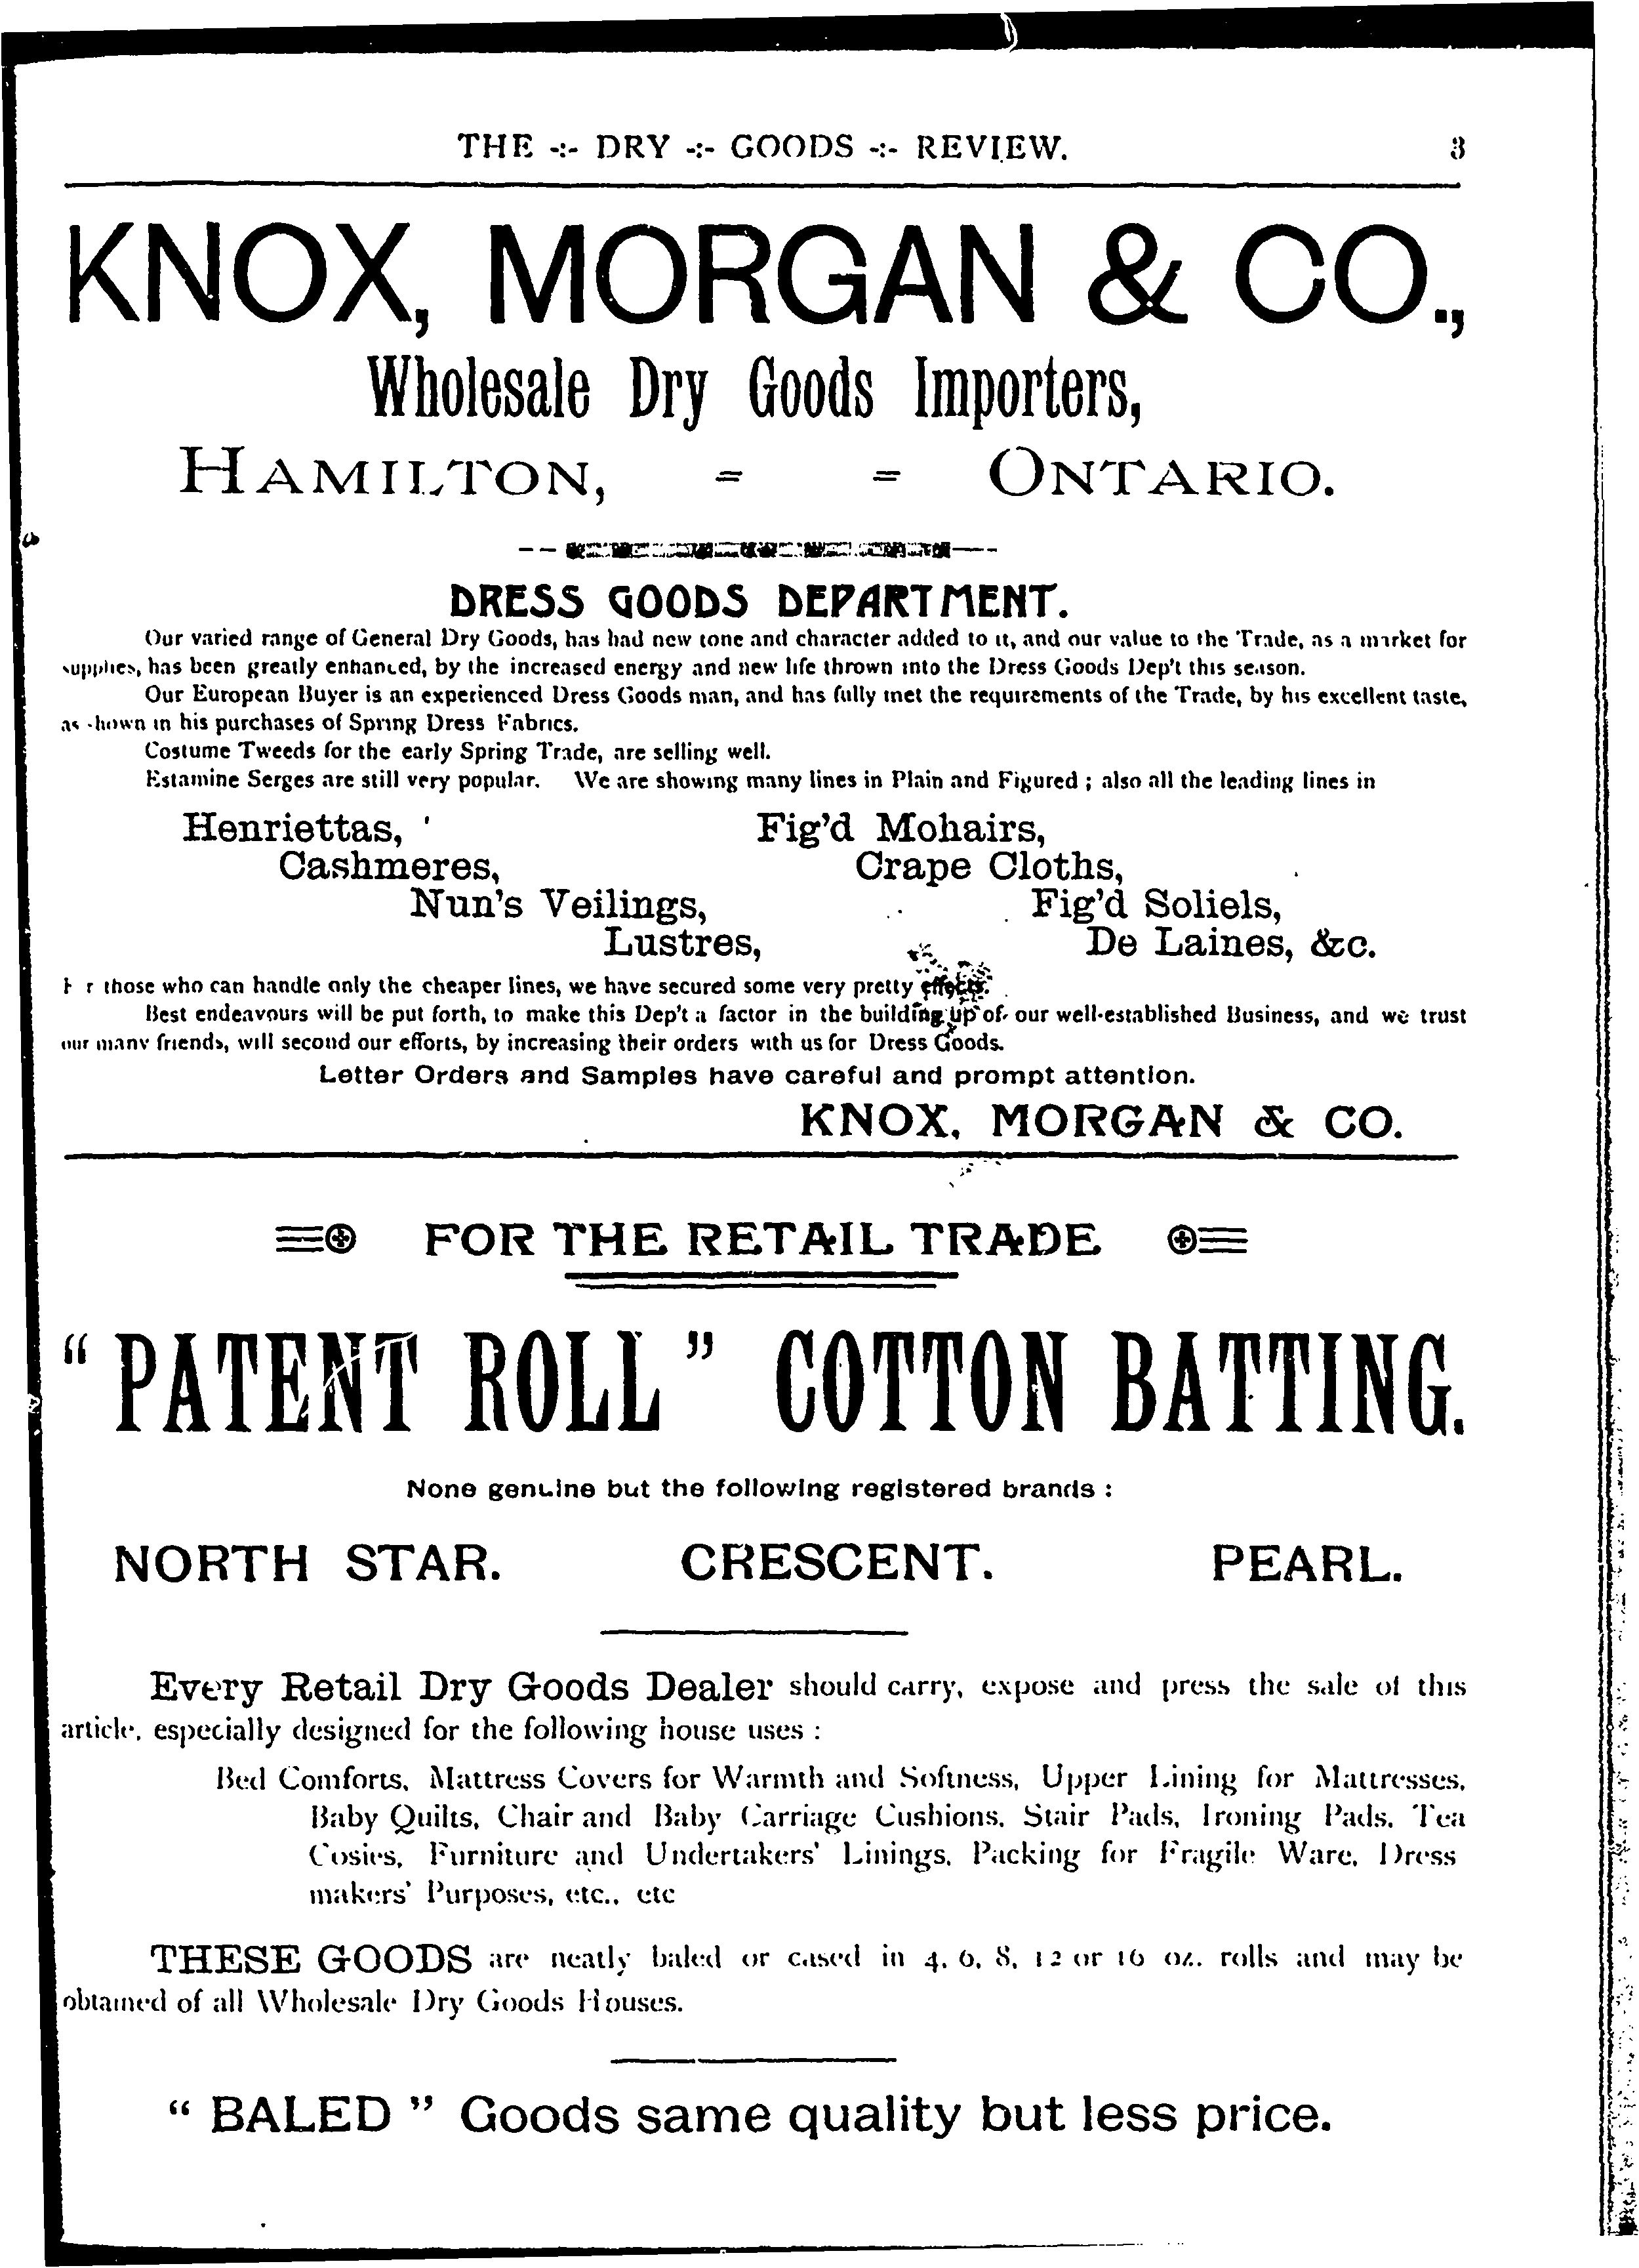 THE -:- DRY -:- GOODS -:- REVIEW. 3
KNOX, MORGAN & CO.,
Wholesale Dry Goods Importers,
HAMILTON, = = ONTARIO.
DRESS GOODS DEPARTMENT.
Our varied range of General Dry Goods, has had new tone and character added to it, and our value to the Trade, as a market for
supplies, has been greatly enhanced, by the increased energy and new life thrown into the Dress Goods Dep't this season.
Our European Buyer is an experienced Dress Goods man, and has fully met the requirements of the Trade, by his excellent taste,
as shown in his purchases of Spring Dress Fabrics.
Costume Tweeds for the early Spring Trade, are selling well.
Estamine Serges are still very popular. We are showing many lines in Plain and Figured ; also all the leading lines in
Henriettas, Fig'd Mohairs,
Cashmeres, Crape Cloths,
Nun's Veilings, Fig'd Soliels,
Lustres, De Laines, &c.
For those who can handle only the cheaper lines, we have secured some very pretty effects.
Best endeavours will be put forth, to make this Dep't a factor in the building up of our well-established Business, and we trust
our many friends, will second our efforts, by increasing their orders with us for Dress Goods.
Letter Orders and Samples have careful and prompt attention.
KNOX, MORGAN & CO.
FOR THE RETAIL TRADE
" PATENT ROLL " COTTON BATTING.
None genuine but the following registered brands :
NORTH STAR. CRESCENT. PEARL.
Every Retail Dry Goods Dealer should carry, expose and press the sale of this
article, especially designed for the following house uses :
Bed Comforts, Mattress Covers for Warmth and Softness, Upper Lining for Mattresses,
Baby Quilts, Chair and Baby Carriage Cushions, Stair Pads, Ironing Pads, Tea
Cosies, Furniture and Undertakers' Linings, Packing for Fragile Ware, Dress
makers' Purposes, etc., etc
THESE GOODS are neatly baled or cased in 4, 6, 8, 12 or 16 oz. rolls and may be
obtained of all Wholesale Dry Goods Houses.
" BALED " Goods same quality but less price.